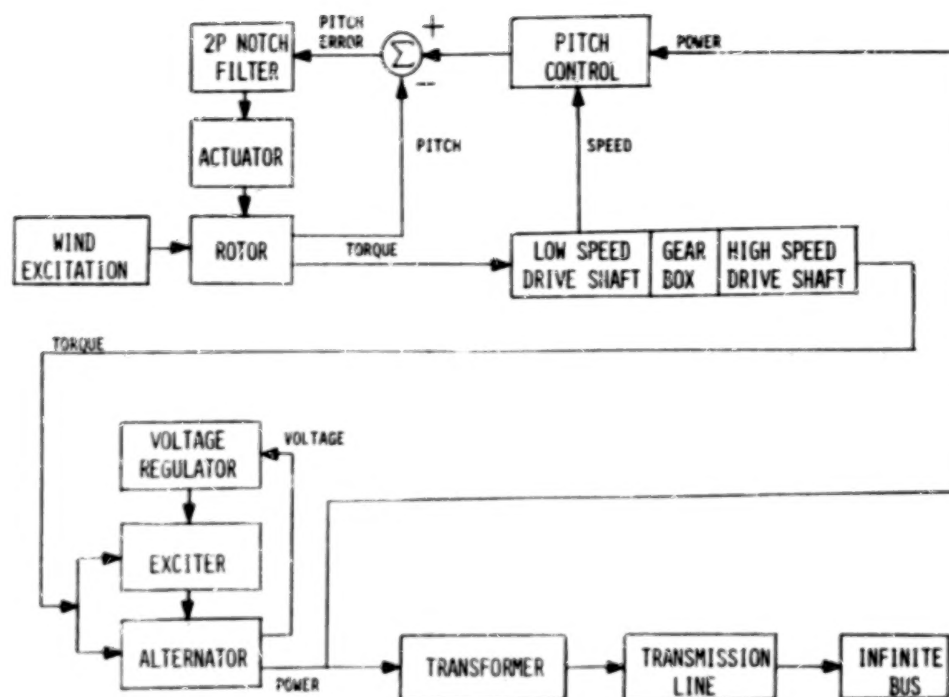 PITCH
ERROR
+
2P NOTCH
FILTER
Σ
PITCH
CONTROL
POWER
−
ACTUATOR
PITCH
SPEED
WIND
EXCITATION
ROTOR
TORQUE
LOW SPEED
DRIVE SHAFT
GEAR
BOX
HIGH SPEED
DRIVE SHAFT
TORQUE
VOLTAGE
REGULATOR
VOLTAGE
EXCITER
ALTERNATOR
POWER
TRANSFORMER
TRANSMISSION
LINE
INFINITE
BUS